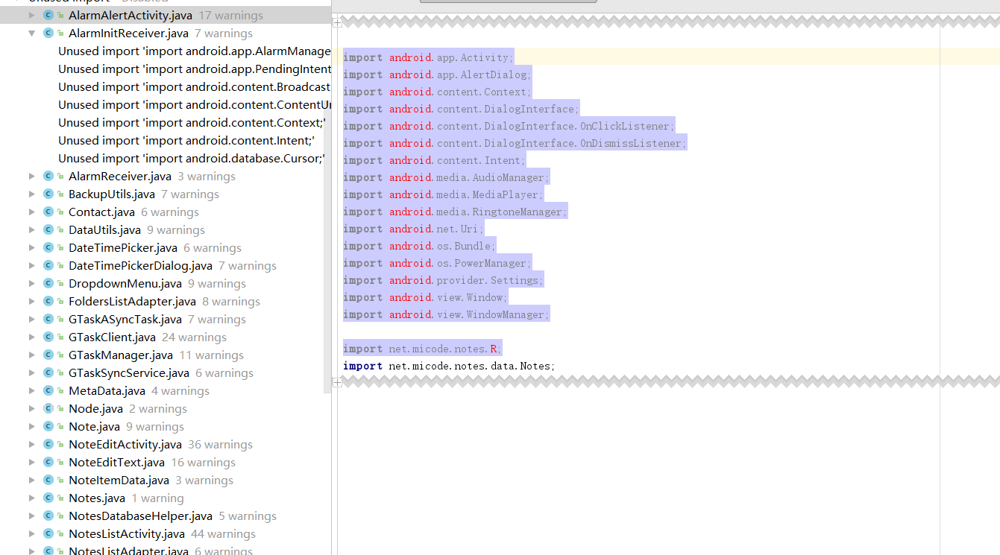 Unused import Disabled
AlarmAlertActivity.java 17 warnings
AlarmInitReceiver.java 7 warnings
Unused import 'import android.app.AlarmManage
Unused import 'import android.app.PendingIntent
Unused import 'import android.content.Broadcast
Unused import 'import android.content.ContentUr
Unused import 'import android.content.Context;'
Unused import 'import android.content.Intent;'
Unused import 'import android.database.Cursor;'
AlarmReceiver.java 3 warnings
BackupUtils.java 7 warnings
Contact.java 6 warnings
DataUtils.java 9 warnings
DateTimePicker.java 6 warnings
DateTimePickerDialog.java 7 warnings
DropdownMenu.java 9 warnings
FoldersListAdapter.java 8 warnings
GTaskASyncTask.java 7 warnings
GTaskClient.java 24 warnings
GTaskManager.java 11 warnings
GTaskSyncService.java 6 warnings
MetaData.java 4 warnings
Node.java 2 warnings
Note.java 9 warnings
NoteEditActivity.java 36 warnings
NoteEditText.java 16 warnings
NoteItemData.java 3 warnings
Notes.java 1 warning
NotesDatabaseHelper.java 5 warnings
NotesListActivity.java 44 warnings
NotesListAdapter.java 6 warnings
import android.app.Activity;
import android.app.AlertDialog;
import android.content.Context;
import android.content.DialogInterface;
import android.content.DialogInterface.OnClickListener;
import android.content.DialogInterface.OnDismissListener;
import android.content.Intent;
import android.media.AudioManager;
import android.media.MediaPlayer;
import android.media.RingtoneManager;
import android.net.Uri;
import android.os.Bundle;
import android.os.PowerManager;
import android.provider.Settings;
import android.view.Window;
import android.view.WindowManager;
import net.micode.notes.R;
import net.micode.notes.data.Notes;